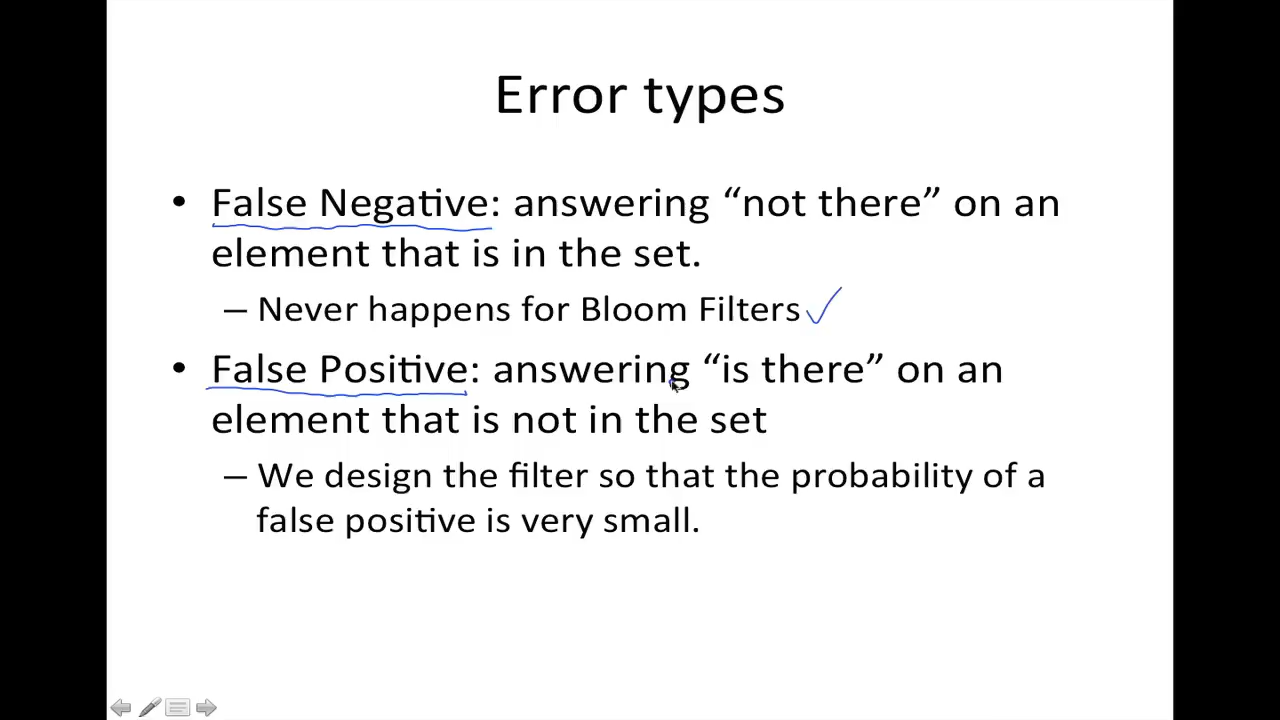 Error types
• False Negative: answering “not there” on an
element that is in the set.
– Never happens for Bloom Filters
• False Positive: answering “is there” on an
element that is not in the set
– We design the filter so that the probability of a
false positive is very small.